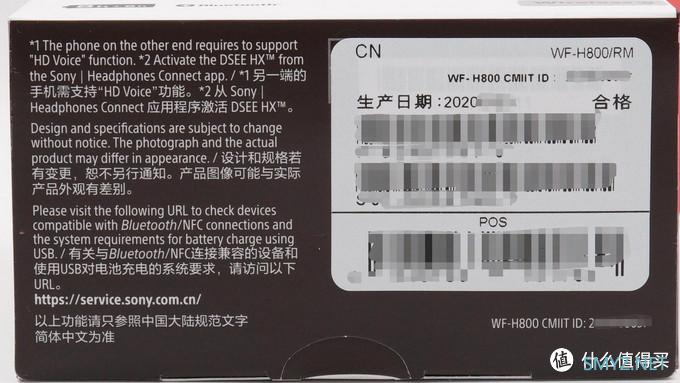 Bluetooth
*1 The phone on the other end requires to support
"HD Voice" function. *2 Activate the DSEE HX™ from
the Sony | Headphones Connect app. / *1 另一端的
手机需支持“HD Voice”功能。*2 从 Sony |
Headphones Connect 应用程序激活 DSEE HX™。
Design and specifications are subject to change
without notice. The photograph and the actual
product may differ in appearance. / 设计和规格若
有变更，恕不另行通知。产品图像可能与实际
产品外观有差别。
Please visit the following URL to check devices
compatible with Bluetooth/NFC connections and
the system requirements for battery charge using
USB. / 有关与Bluetooth/NFC连接兼容的设备和
使用USB对电池充电的系统要求，请访问以下
URL。
https://service.sony.com.cn/
以上功能请只参照中国大陆规范文字
简体中文为准
CN WF-H800/RM
WF-H800 CMIIT ID :
生产日期：2020 合格
POS
WF-H800 CMIIT ID: 2
值 什么值得买